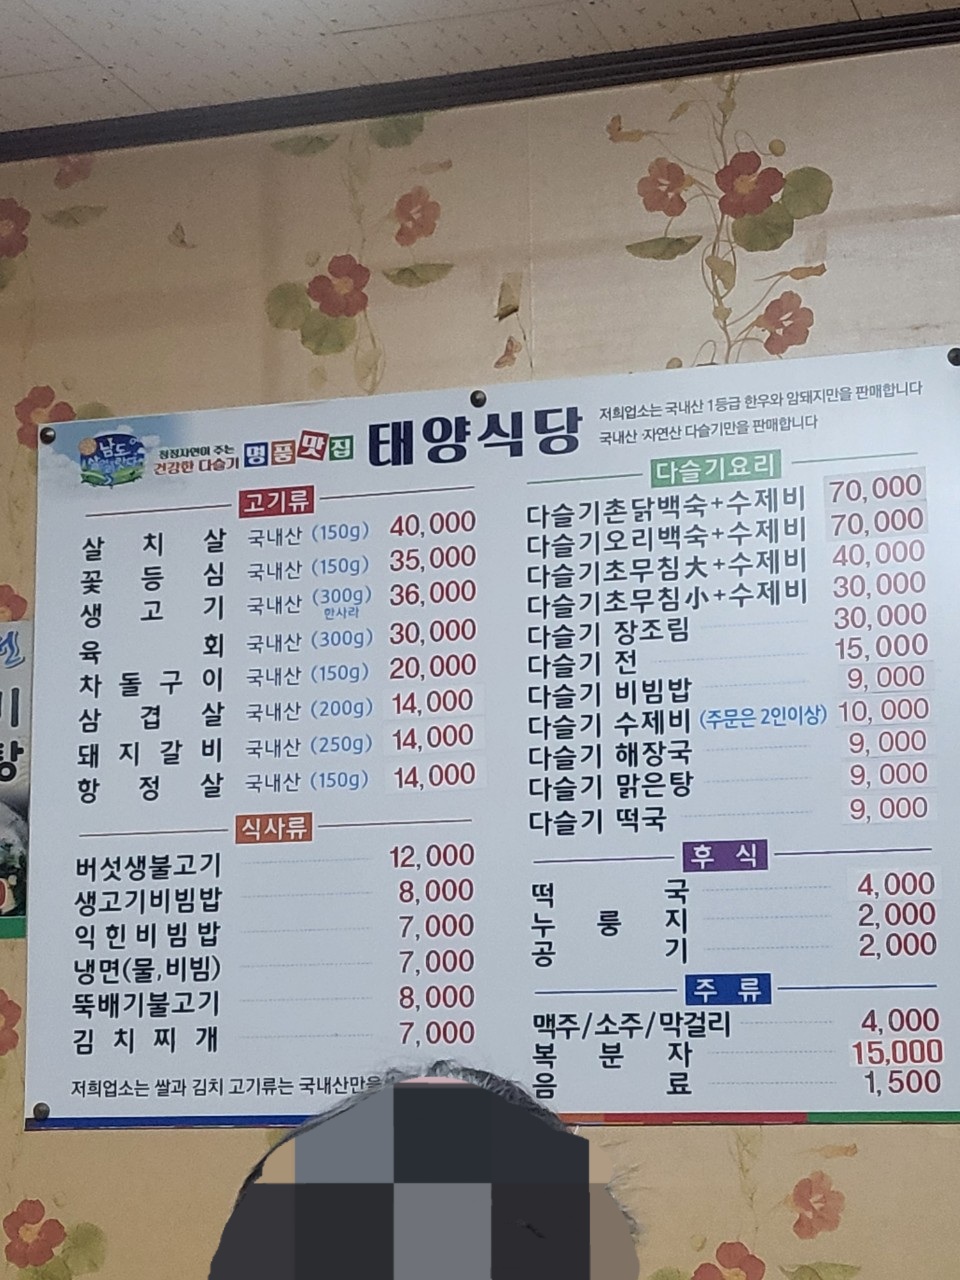 남도
청정자연이 주는
건강한 다슬기 명품맛집 태양식당
저희업소는 국내산 1등급 한우와 암돼지만을 판매합니다
국내산·자연산 다슬기만을 판매합니다
고기류
살치살 국내산 (150g) 40,000
꽃등심 국내산 (150g) 35,000
생고기 국내산 (300g) 한사라 36,000
육회 국내산 (300g) 30,000
차돌구이 국내산 (150g) 20,000
삼겹살 국내산 (200g) 14,000
돼지갈비 국내산 (250g) 14,000
항정살 국내산 (150g) 14,000
식사류
버섯생불고기 12,000
생고기비빔밥 8,000
익힌비빔밥 7,000
냉면(물,비빔) 7,000
뚝배기불고기 8,000
김치찌개 7,000
저희업소는 쌀과 김치 고기류는 국내산만을
다슬기요리
다슬기촌닭백숙+수제비 70,000
다슬기오리백숙+수제비 70,000
다슬기초무침大+수제비 40,000
다슬기초무침小+수제비 30,000
다슬기 장조림 30,000
다슬기 전 15,000
다슬기 비빔밥 9,000
다슬기 수제비 (주문은 2인이상) 10,000
다슬기 해장국 9,000
다슬기 맑은탕 9,000
다슬기 떡국 9,000
후식
떡국 4,000
누룽지 2,000
공기 2,000
주류
맥주/소주/막걸리 4,000
복분자 15,000
음료 1,500
탕